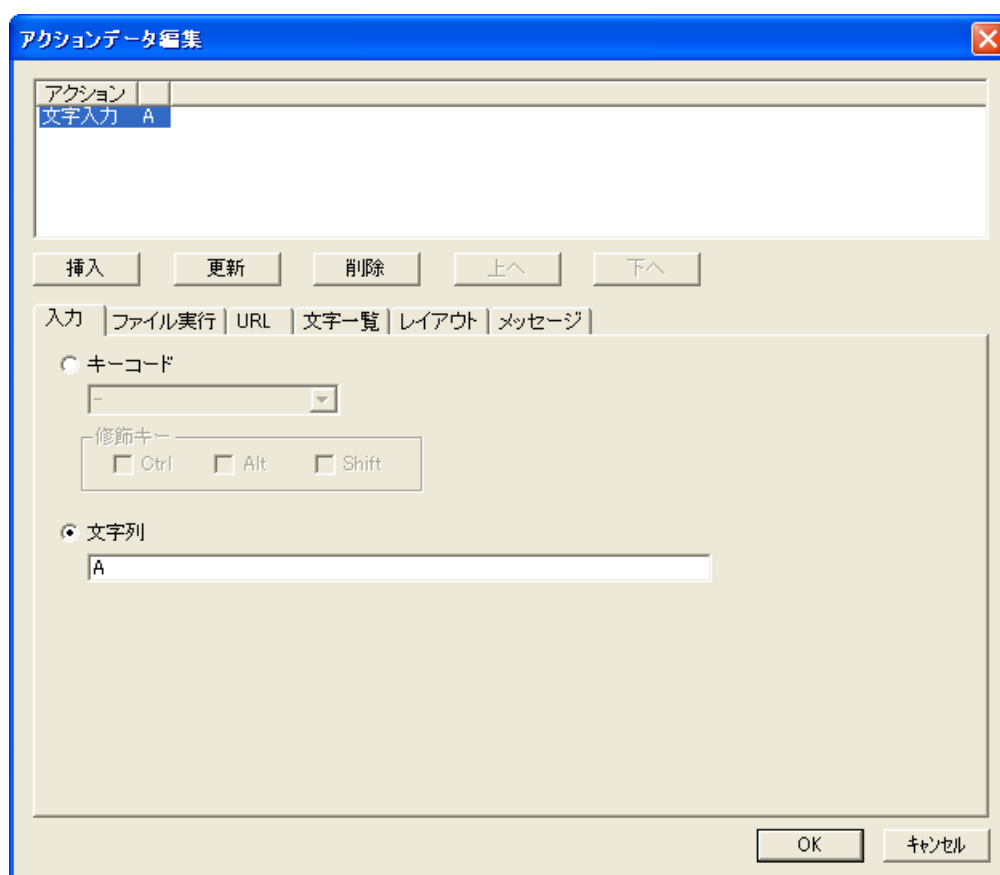 アクションデータ編集
アクション
文字入力 A
挿入 更新 削除 上へ 下へ
入力 ファイル実行 URL 文字一覧 レイアウト メッセージ
キーコード
-
修飾キー
Ctrl Alt Shift
文字列
A
OK キャンセル